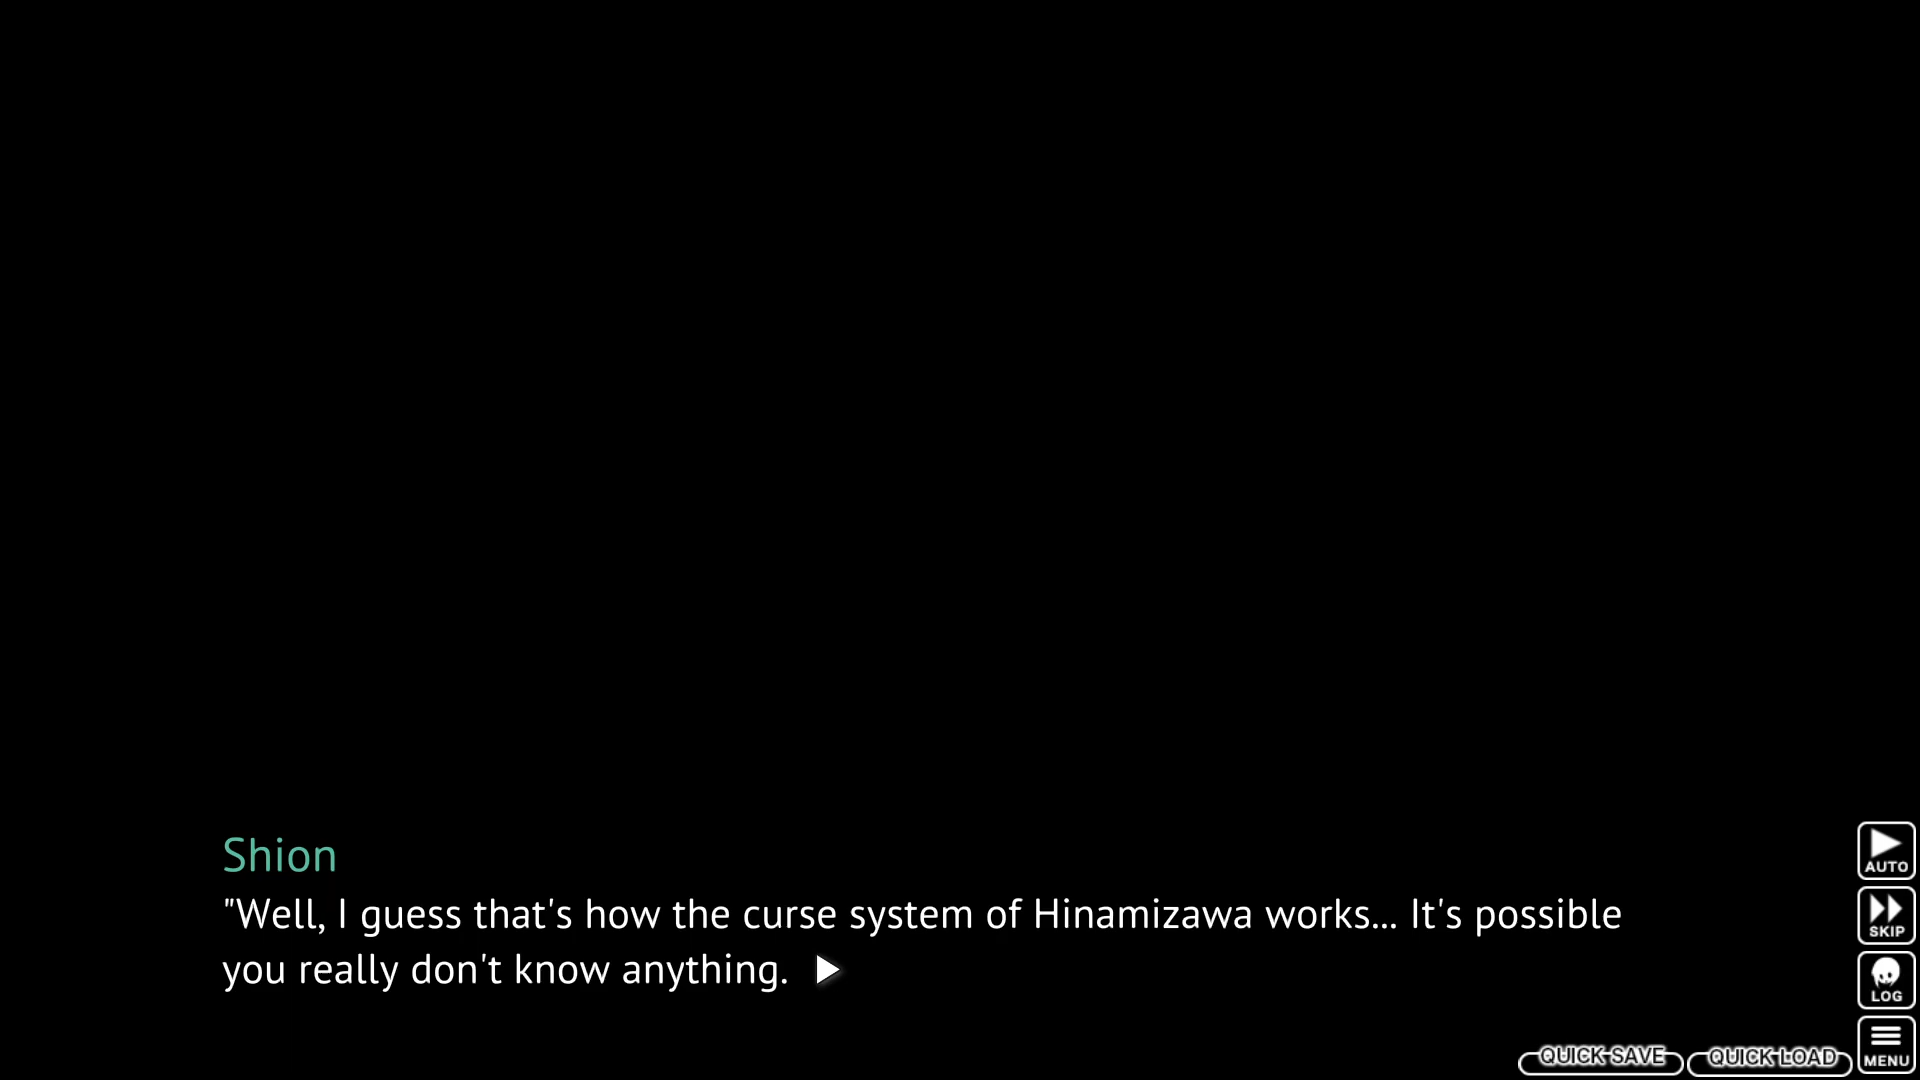 Shion
"Well, I guess that's how the curse system of Hinamizawa works... It's possible
you really don't know anything.
AUTO
SKIP
LOG
MENU
QUICK SAVE
QUICK LOAD